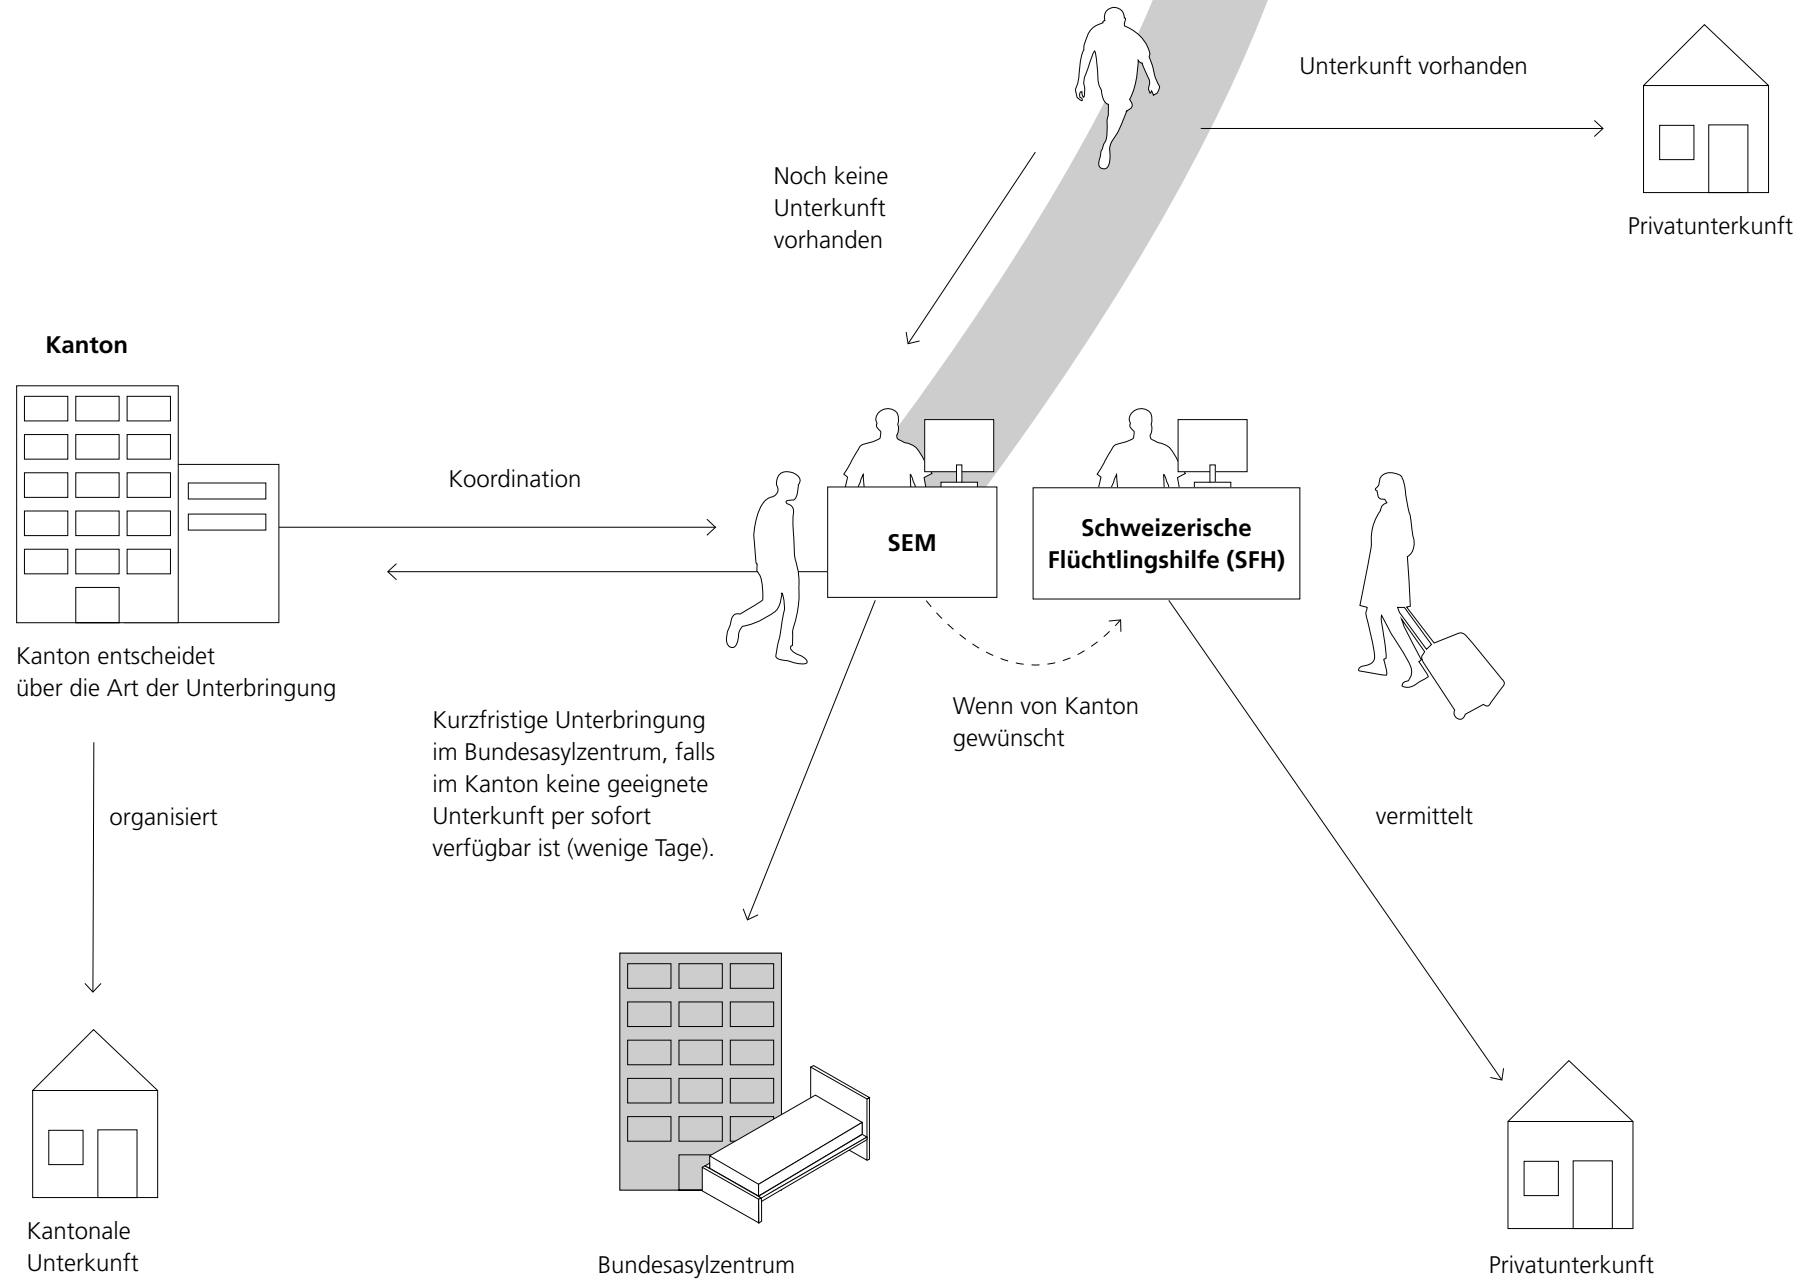 Unterkunft vorhanden
Privatunterkunft
Noch keine
Unterkunft
vorhanden
Kanton
Koordination
SEM
Schweizerische
Flüchtlingshilfe (SFH)
Kanton entscheidet
über die Art der Unterbringung
Kurzfristige Unterbringung
im Bundesasylzentrum, falls
im Kanton keine geeignete
Unterkunft per sofort
verfügbar ist (wenige Tage).
Wenn von Kanton
gewünscht
organisiert
vermittelt
Kantonale
Unterkunft
Bundesasylzentrum
Privatunterkunft